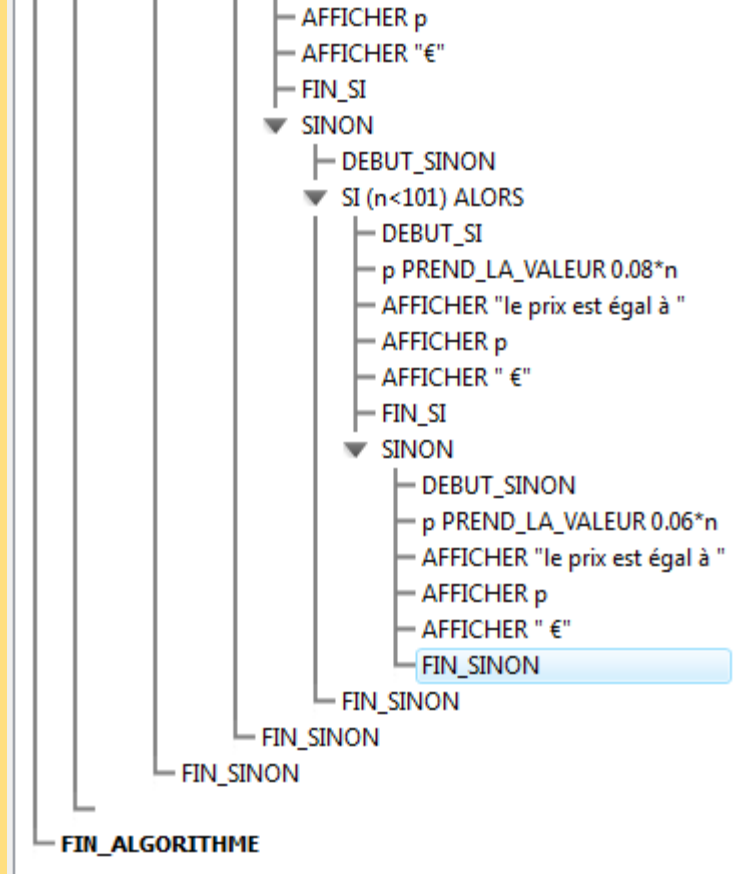 AFFICHER p
AFFICHER "€"
FIN_SI
SINON
DEBUT_SINON
SI (n<101) ALORS
DEBUT_SI
p PREND_LA_VALEUR 0.08*n
AFFICHER "le prix est égal à "
AFFICHER p
AFFICHER " €"
FIN_SI
SINON
DEBUT_SINON
p PREND_LA_VALEUR 0.06*n
AFFICHER "le prix est égal à "
AFFICHER p
AFFICHER " €"
FIN_SINON
FIN_SINON
FIN_SINON
FIN_SINON
FIN_ALGORITHME